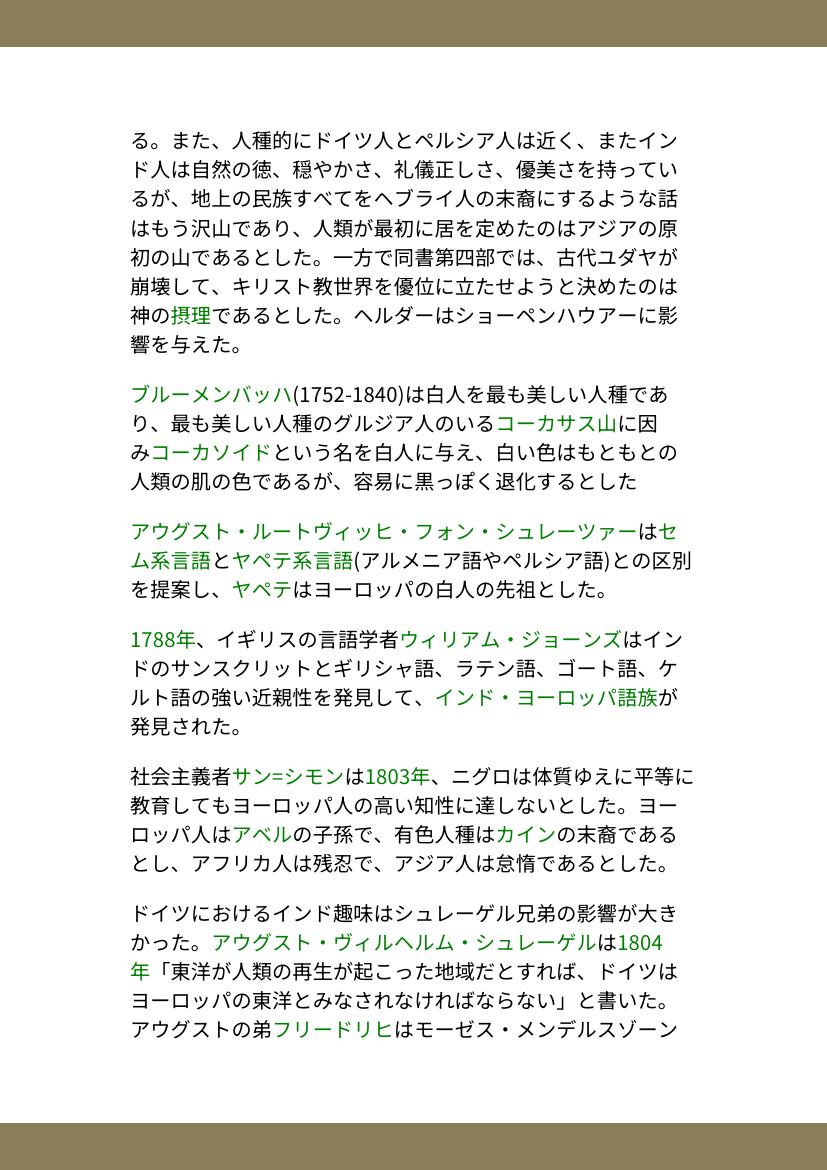 る。また、人種的にドイツ人とペルシア人は近く、またイン
ド人は自然の徳、穏やかさ、礼儀正しさ、優美さを持ってい
るが、地上の民族すべてをヘブライ人の末裔にするような話
はもう沢山であり、人類が最初に居を定めたのはアジアの原
初の山であるとした。一方で同書第四部では、古代ユダヤが
崩壊して、キリスト教世界を優位に立たせようと決めたのは
神の摂理であるとした。ヘルダーはショーペンハウアーに影
響を与えた。
ブルーメンバッハ(1752-1840)は白人を最も美しい人種であ
り、最も美しい人種のグルジア人のいるコーカサス山に因
みコーカソイドという名を白人に与え、白い色はもともとの
人類の肌の色であるが、容易に黒っぽく退化するとした
アウグスト・ルートヴィッヒ・フォン・シュレーツァーはセ
ム系言語とヤペテ系言語(アルメニア語やペルシア語)との区別
を提案し、ヤペテはヨーロッパの白人の先祖とした。
1788年、イギリスの言語学者ウィリアム・ジョーンズはイン
ドのサンスクリットとギリシャ語、ラテン語、ゴート語、ケ
ルト語の強い近親性を発見して、インド・ヨーロッパ語族が
発見された。
社会主義者サン=シモンは1803年、ニグロは体質ゆえに平等に
教育してもヨーロッパ人の高い知性に達しないとした。ヨー
ロッパ人はアベルの子孫で、有色人種はカインの末裔である
とし、アフリカ人は残忍で、アジア人は怠惰であるとした。
ドイツにおけるインド趣味はシュレーゲル兄弟の影響が大き
かった。アウグスト・ヴィルヘルム・シュレーゲルは1804
年「東洋が人類の再生が起こった地域だとすれば、ドイツは
ヨーロッパの東洋とみなされなければならない」と書いた。
アウグストの弟フリードリヒはモーゼス・メンデルスゾーン